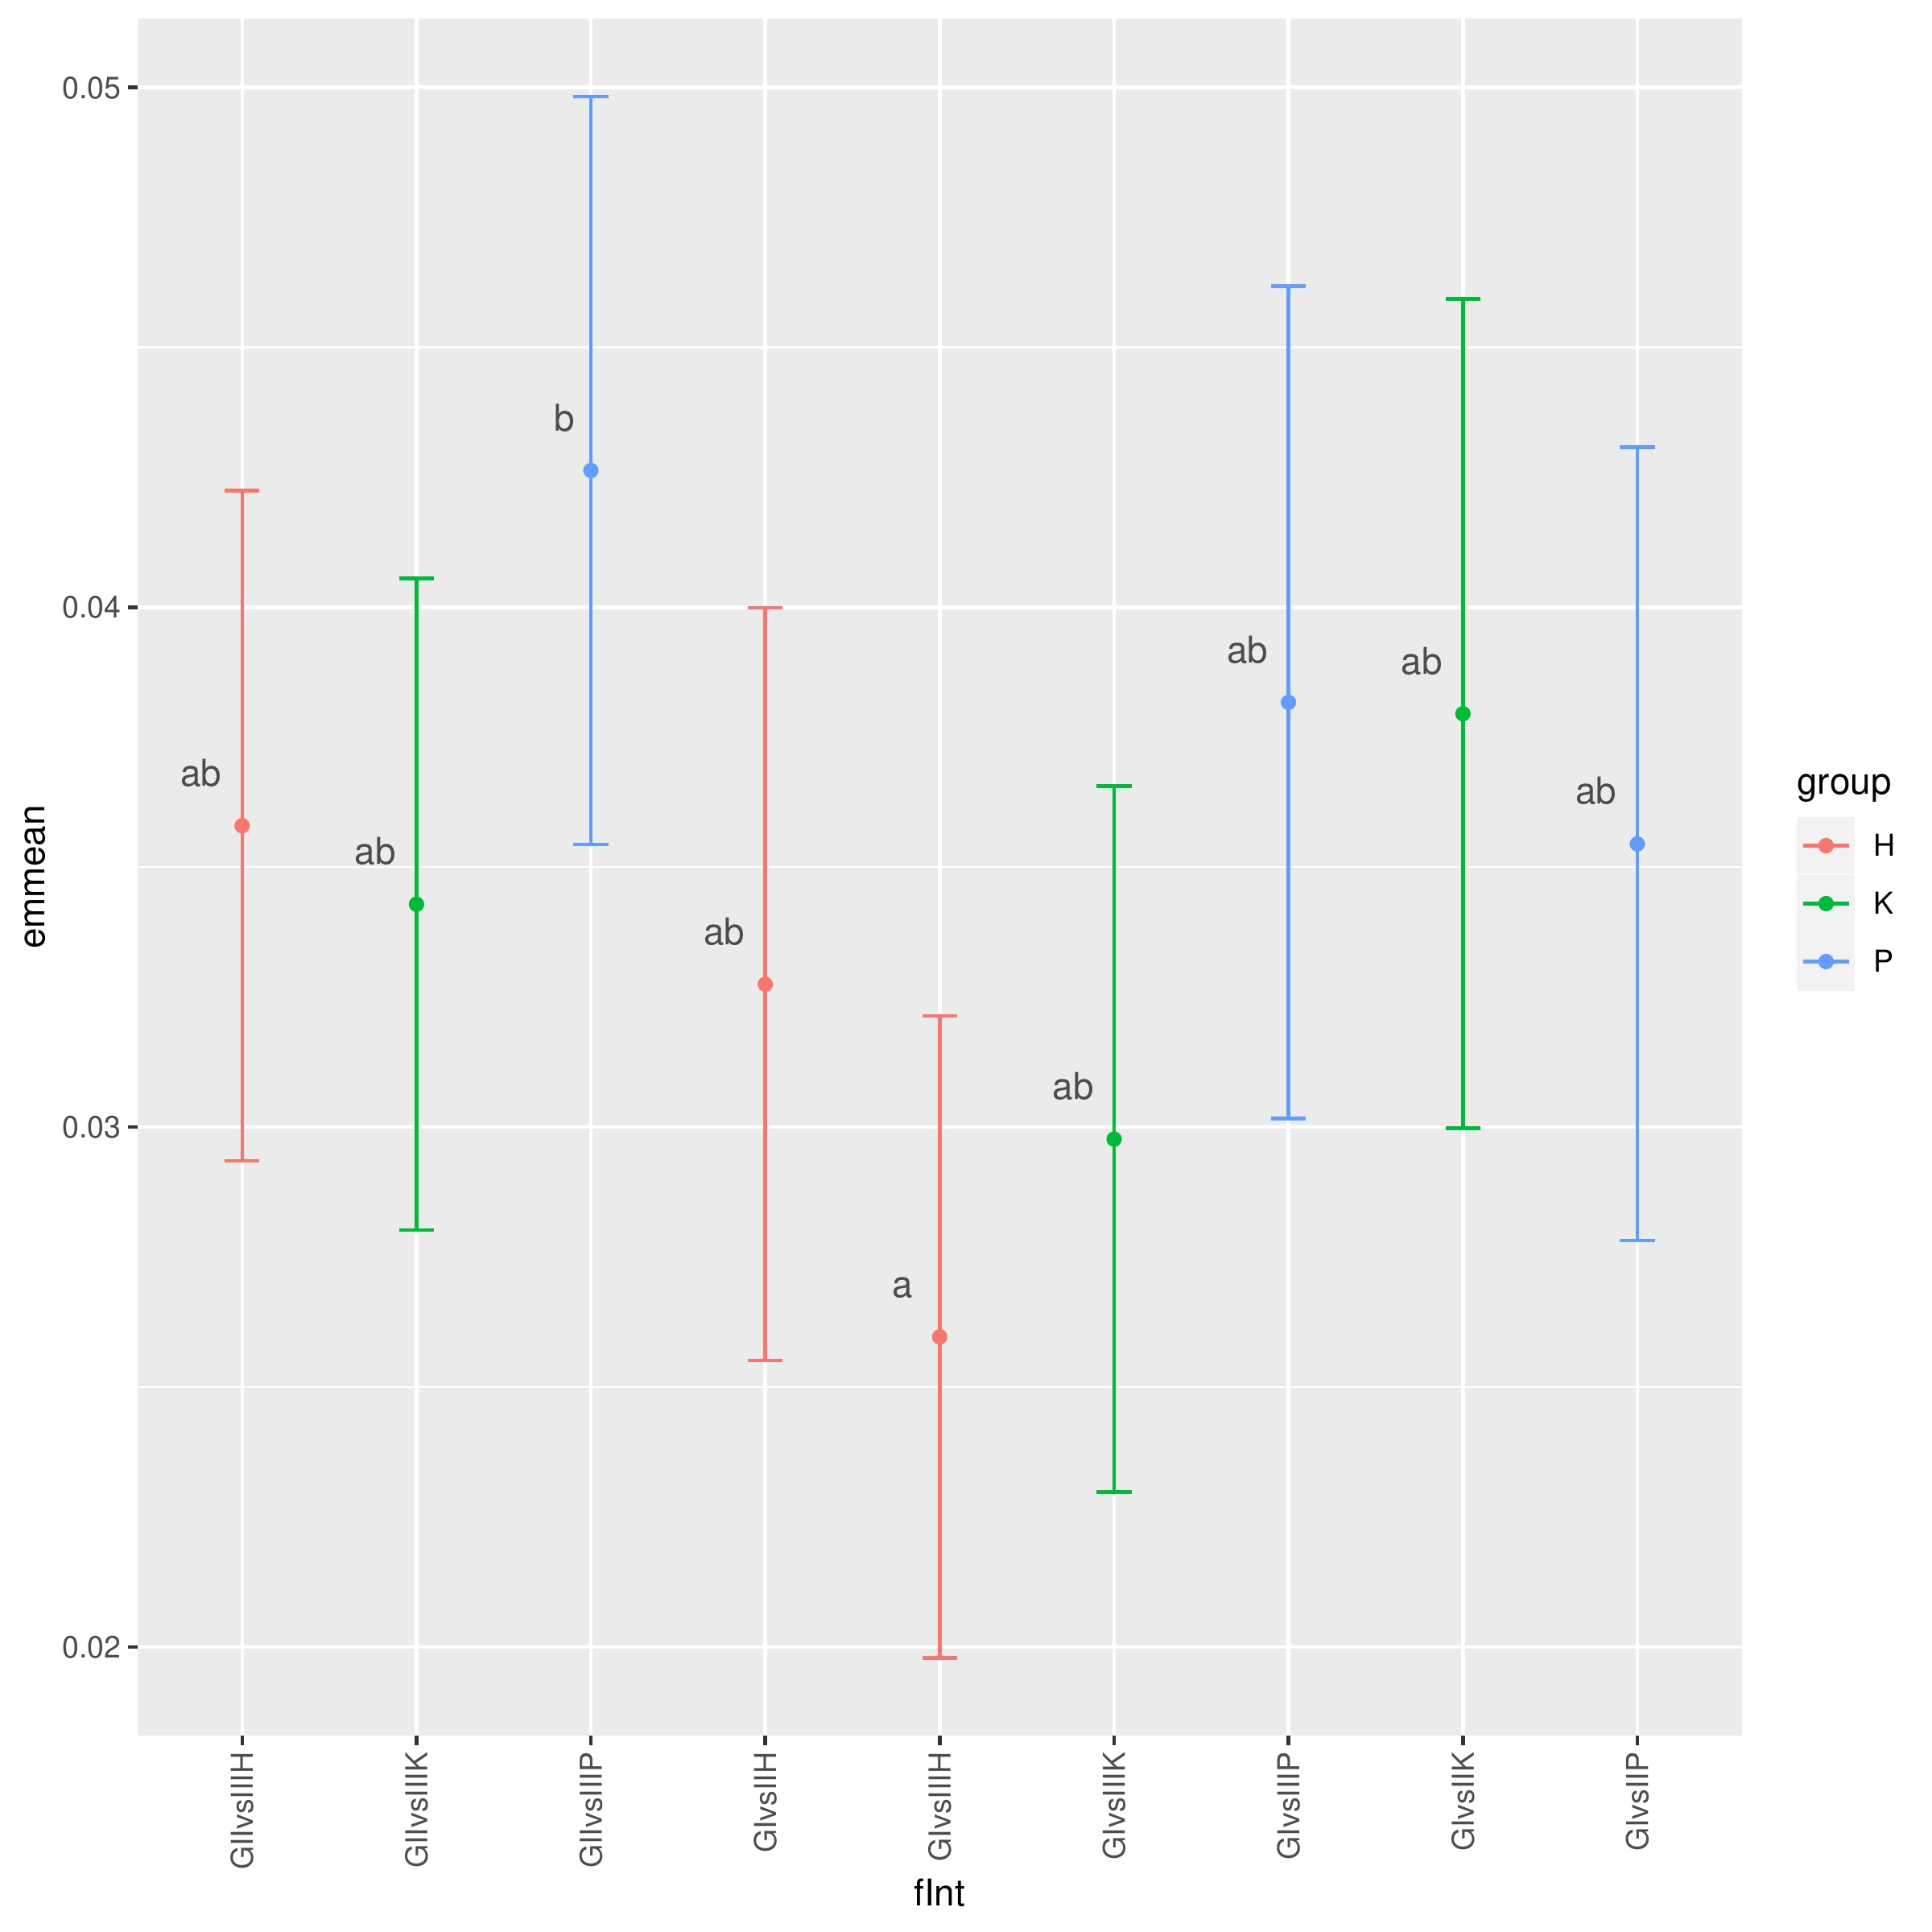 0.05
0.04
0.03
0.02
emmean
ab
ab
b
ab
a
ab
ab
ab
ab
GIIvsIIIH
GIIvsIIIK
GIIvsIIIP
GIvsIIH
GIvsIIIH
GIvsIIIK
GIvsIIIP
GIvsIIK
GIvsIIP
fInt
group
H
K
P